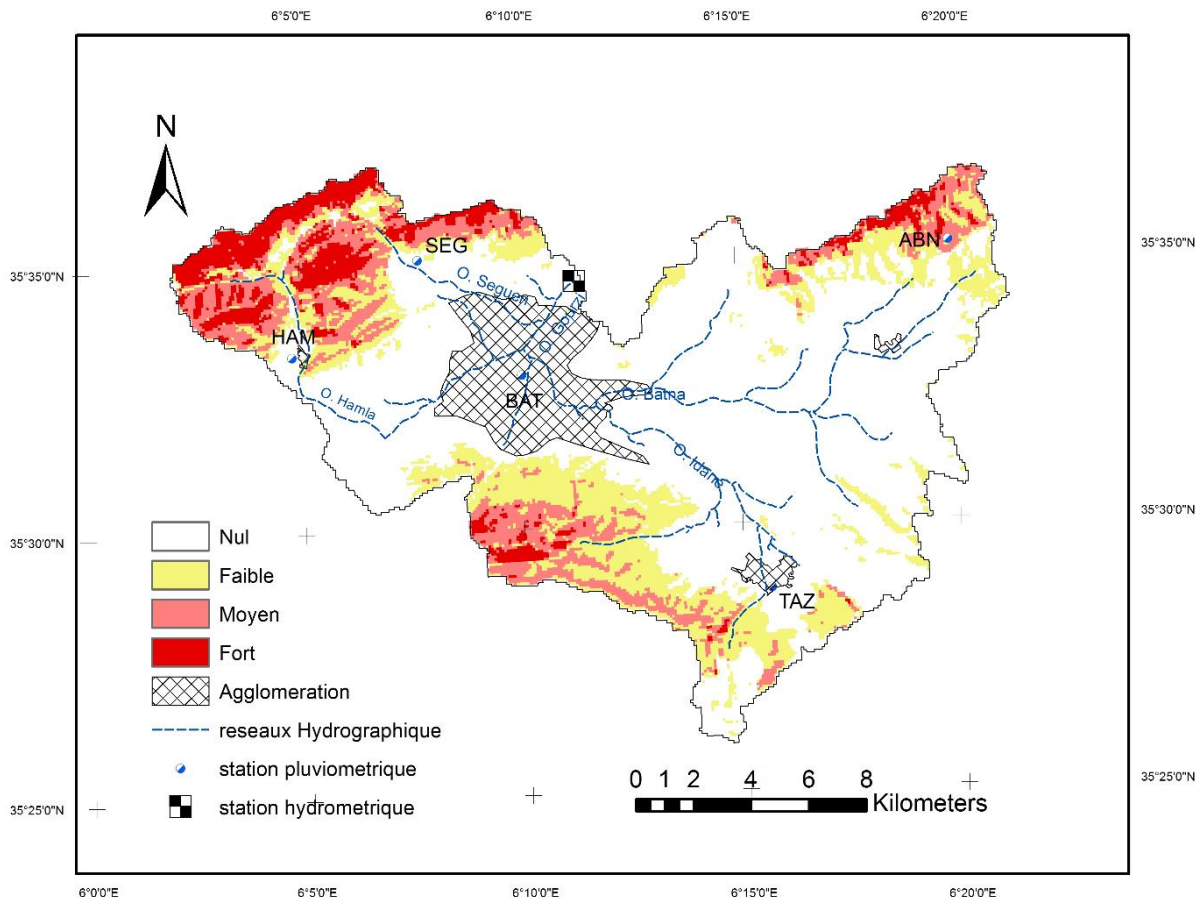 6°5'0"E 6°10'0"E 6°15'0"E 6°20'0"E
N
35°35'0"N
35°35'0"N
SEG
ABN
O. Seguen
O. Gourzi
HAM
O. Hamla
BAT
O. Batna
O. Idane
35°30'0"N
35°30'0"N
TAZ
Nul
Faible
Moyen
Fort
Agglomeration
reseaux Hydrographique
station pluviometrique
station hydrometrique
0 1 2 4 6 8
Kilometers
35°25'0"N
35°25'0"N
6°0'0"E 6°5'0"E 6°10'0"E 6°15'0"E 6°20'0"E